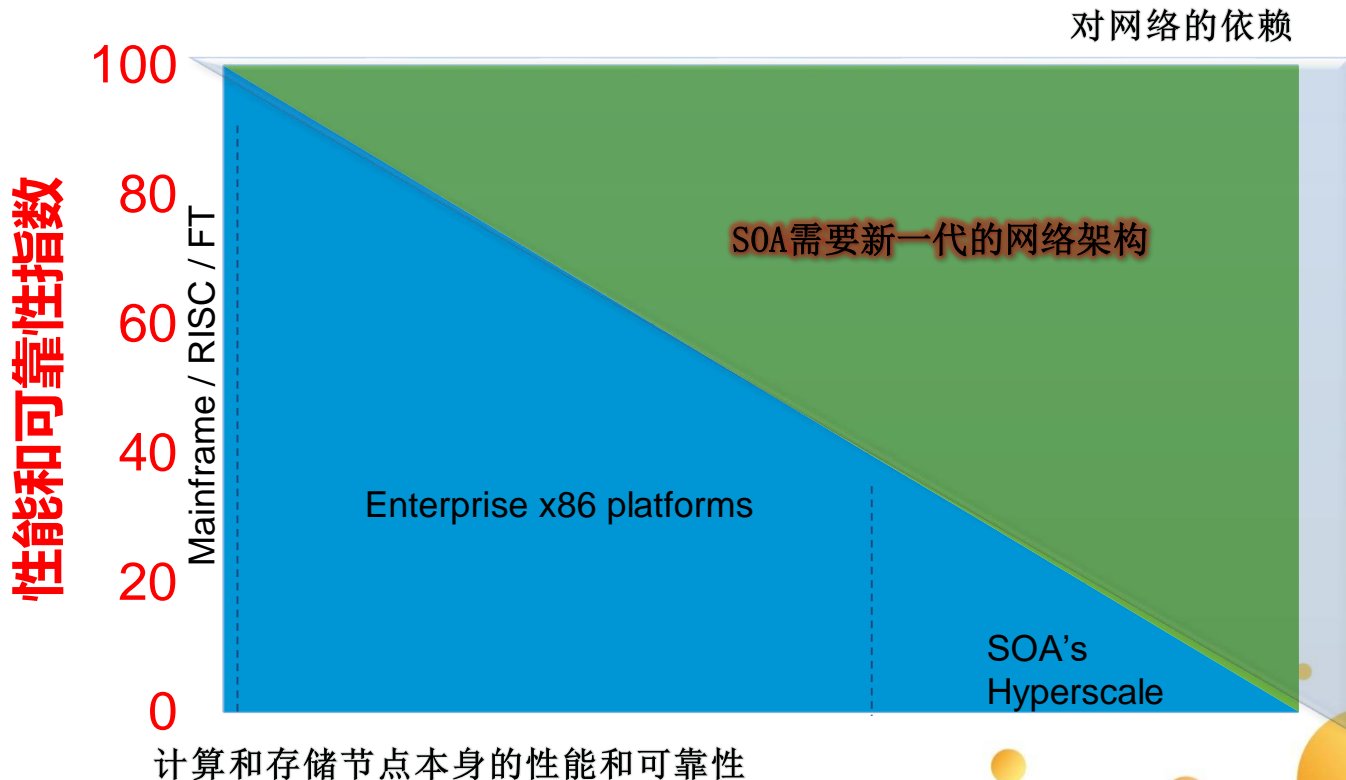 对网络的依赖
100
80
60
40
20
0
性能和可靠性指数
Mainframe / RISC / FT
SOA需要新一代的网络架构
Enterprise x86 platforms
SOA’s
Hyperscale
计算和存储节点本身的性能和可靠性